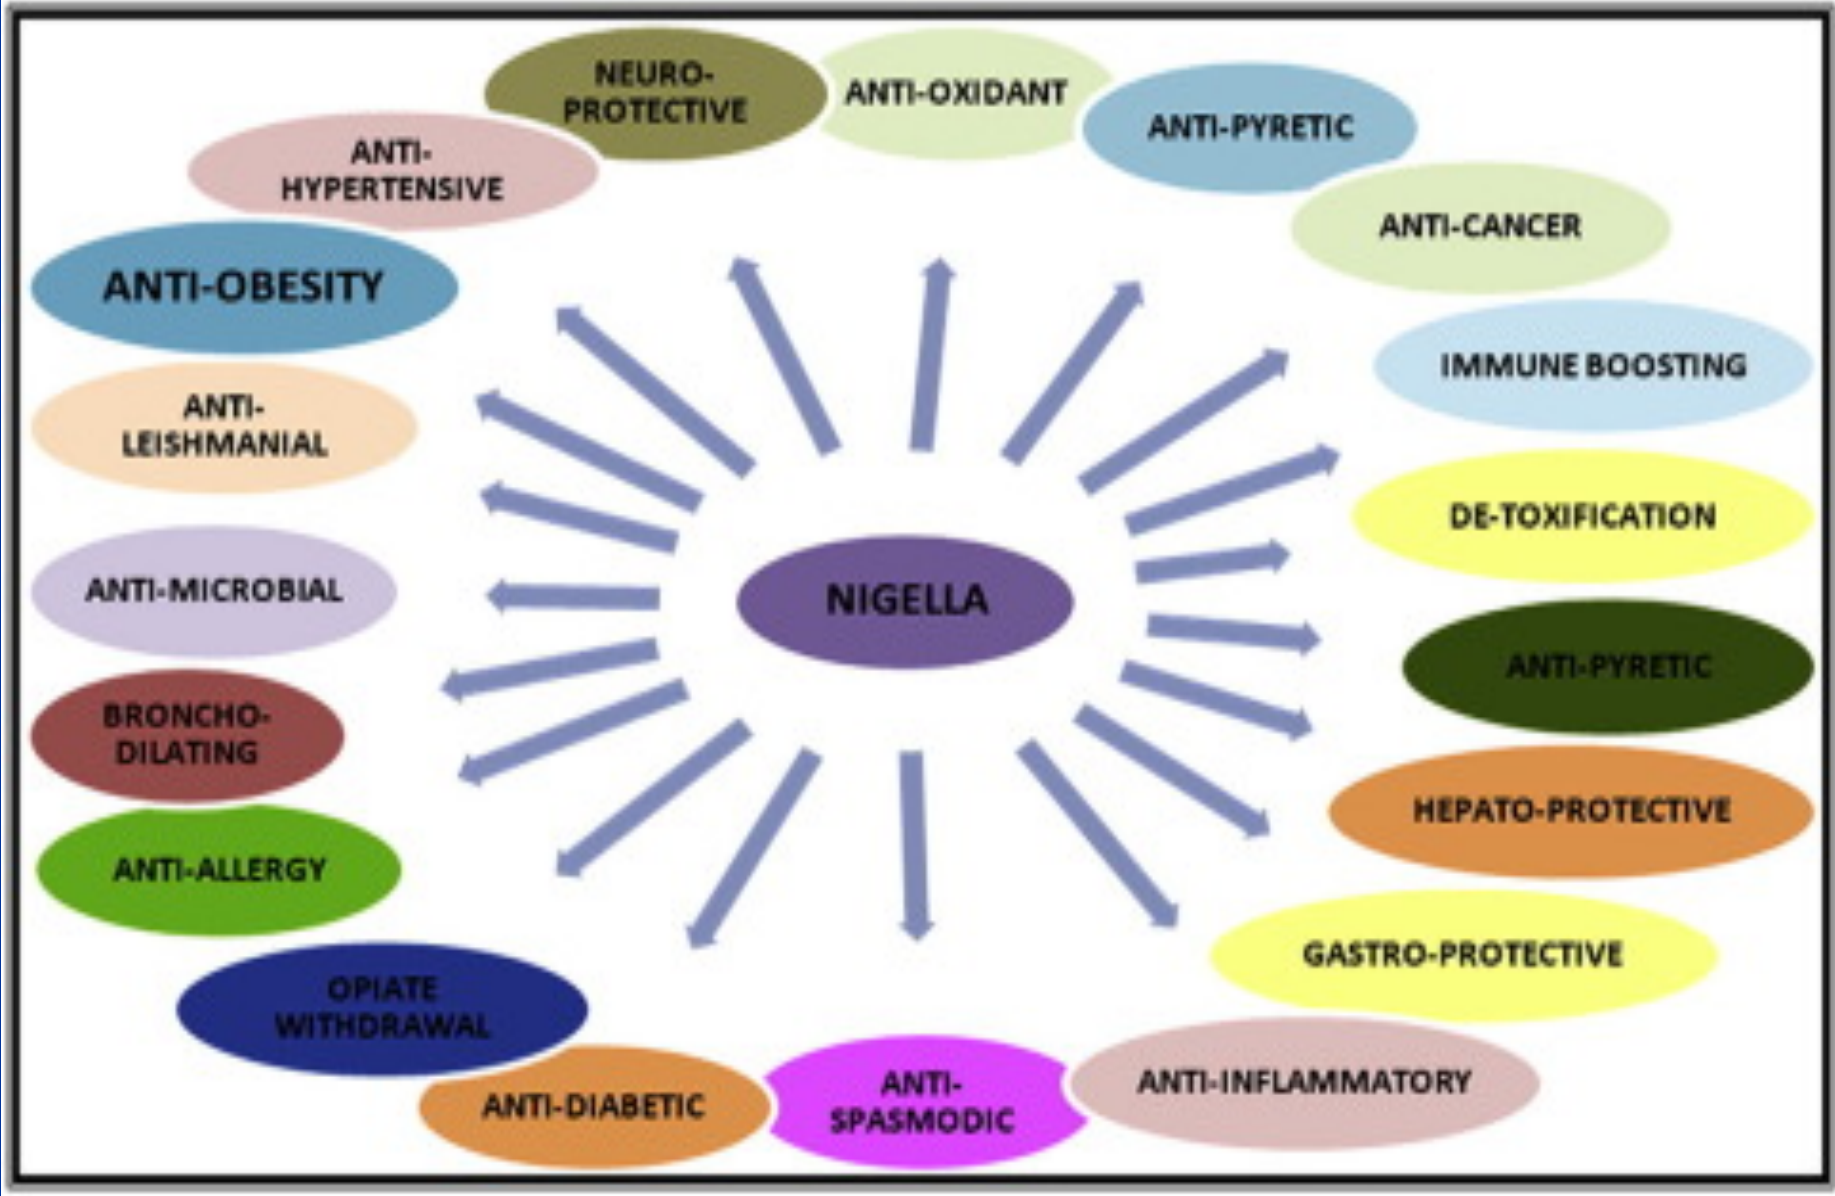 NEURO-
PROTECTIVE
ANTI-OXIDANT
ANTI-PYRETIC
ANTI-
HYPERTENSIVE
ANTI-CANCER
ANTI-OBESITY
IMMUNE BOOSTING
ANTI-
LEISHMANIAL
DE-TOXIFICATION
ANTI-MICROBIAL
NIGELLA
ANTI-PYRETIC
BRONCHO-
DILATING
HEPATO-PROTECTIVE
ANTI-ALLERGY
GASTRO-PROTECTIVE
OPIATE
WITHDRAWAL
ANTI-DIABETIC
ANTI-
SPASMODIC
ANTI-INFLAMMATORY